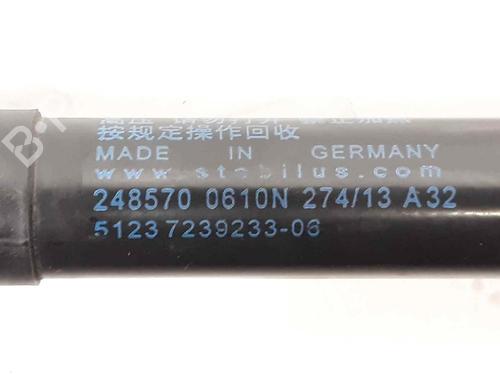 按规定操作回收
MADE IN GERMANY
www.stabilus.com
248570 0610N 274/13 A32
51237239233-06